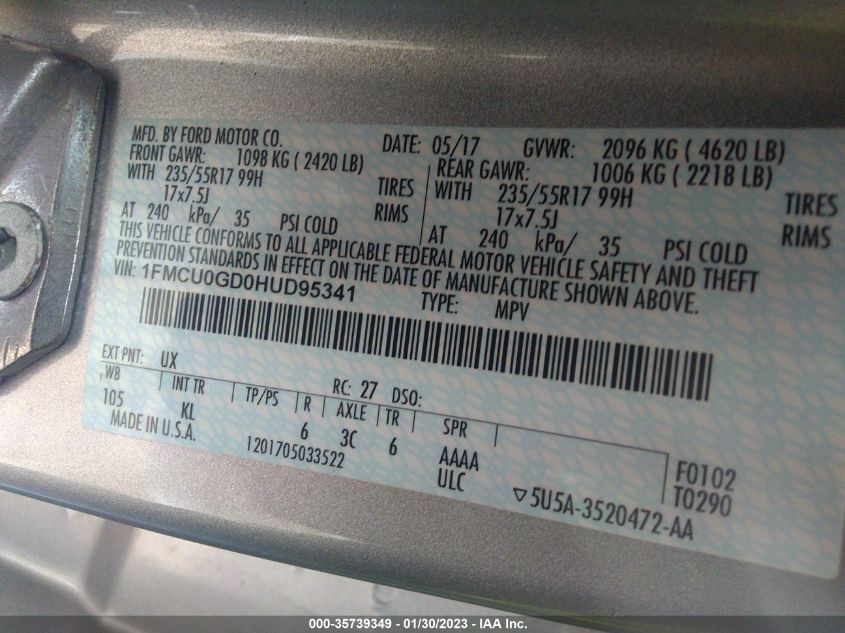 MFD. BY FORD MOTOR CO. DATE: 05/17 GVWR: 2096 KG ( 4620 LB)
FRONT GAWR: 1098 KG ( 2420 LB) REAR GAWR: 1006 KG ( 2218 LB)
WITH 235/55R17 99H TIRES WITH 235/55R17 99H TIRES
17x7.5J RIMS 17x7.5J RIMS
AT 240 kPa/ 35 PSI COLD AT 240 kPa/ 35 PSI COLD
THIS VEHICLE CONFORMS TO ALL APPLICABLE FEDERAL MOTOR VEHICLE SAFETY AND THEFT
PREVENTION STANDARDS IN EFFECT ON THE DATE OF MANUFACTURE SHOWN ABOVE.
VIN: 1FMCU0GD0HUD95341 TYPE: MPV
EXT PNT: UX RC: 27 DSO:
WB INT TR TP/PS R AXLE TR SPR
105 KL 6 3C 6 AAAA
MADE IN U.S.A. 1201705033522 ULC
F0102
T0290
▽5U5A-3520472-AA
000-35739349 — 01/30/2023 — IAA Inc.